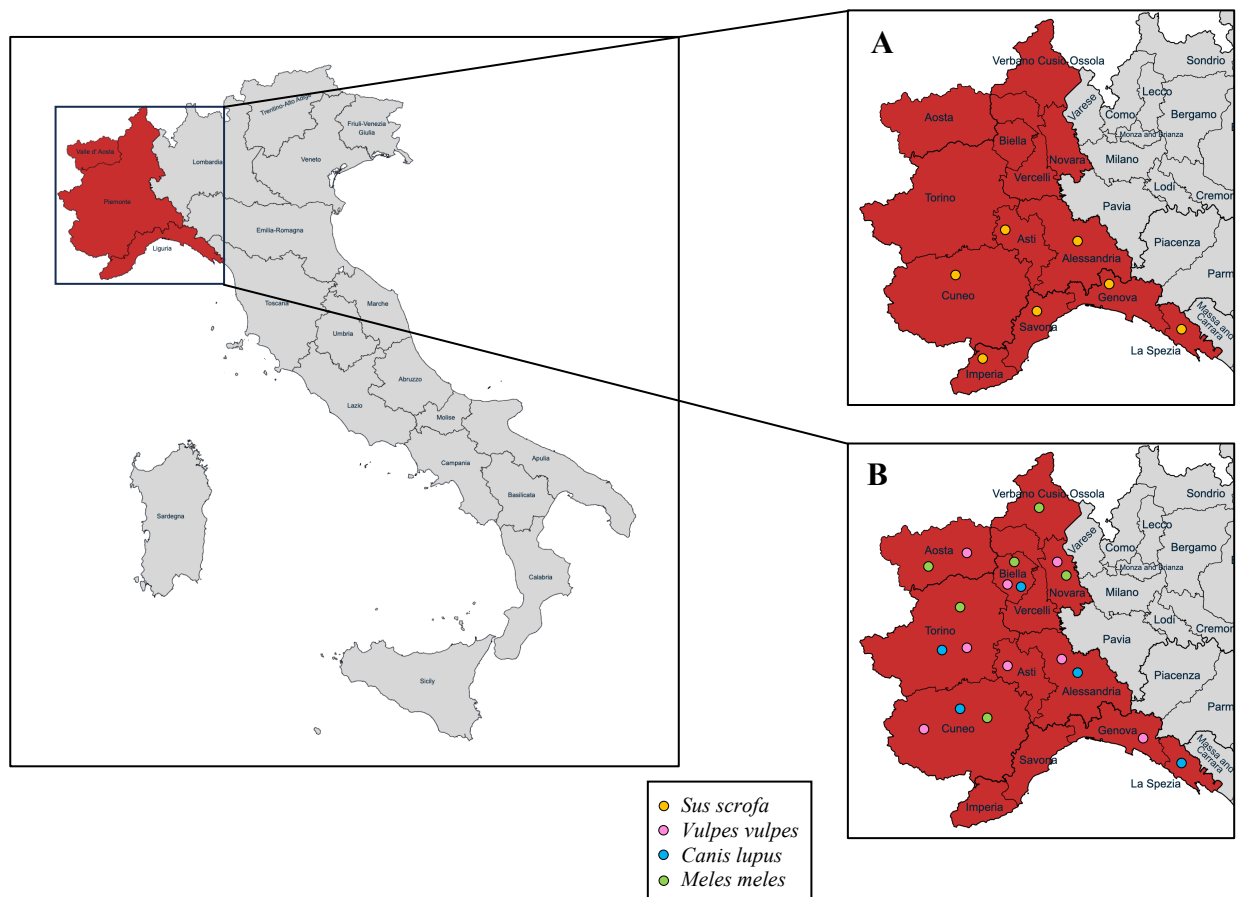 Trentino-Alto Adige
Friuli-Venezia
Giulia
Valle d'Aosta
Lombardia
Veneto
Piemonte
Emilia-Romagna
Liguria
Toscana
Marche
Umbria
Abruzzo
Lazio
Molise
Campania
Apulia
Basilicata
Sardegna
Calabria
Sicily
A
Verbano Cusio-Ossola
Sondrio
Varese
Lecco
Como
Bergamo
Aosta
Monza and Brianza
Biella
Novara
Milano
Vercelli
Lodi
Torino
Pavia
Cremor
Asti
Piacenza
Alessandria
Parm
Cuneo
Genova
Massa and
Carrara
Savona
La Spezia
Imperia
B
Verbano Cusio-Ossola
Sondrio
Varese
Lecco
Como
Bergamo
Aosta
Monza and Brianza
Biella
Novara
Milano
Vercelli
Lodi
Torino
Pavia
Cremor
Asti
Piacenza
Alessandria
Parm
Cuneo
Genova
Massa and
Carrara
Savona
La Spezia
Imperia
Sus scrofa
Vulpes vulpes
Canis lupus
Meles meles